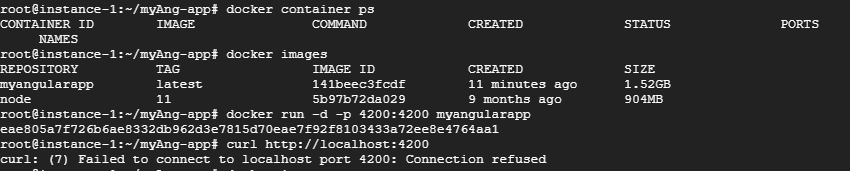 root@instance-1:~/myAng-app# docker container ps
CONTAINER ID        IMAGE               COMMAND             CREATED             STATUS              PORTS
     NAMES
root@instance-1:~/myAng-app# docker images
REPOSITORY          TAG                 IMAGE ID            CREATED             SIZE
myangularapp        latest              141beec3fcdf        11 minutes ago      1.52GB
node                11                  5b97b72da029        9 months ago        904MB
root@instance-1:~/myAng-app# docker run -d -p 4200:4200 myangularapp
eae805a7f726b6ae8332db962d3e7815d70eae7f92f8103433a72ee8e4764aa1
root@instance-1:~/myAng-app# curl http://localhost:4200
curl: (7) Failed to connect to localhost port 4200: Connection refused